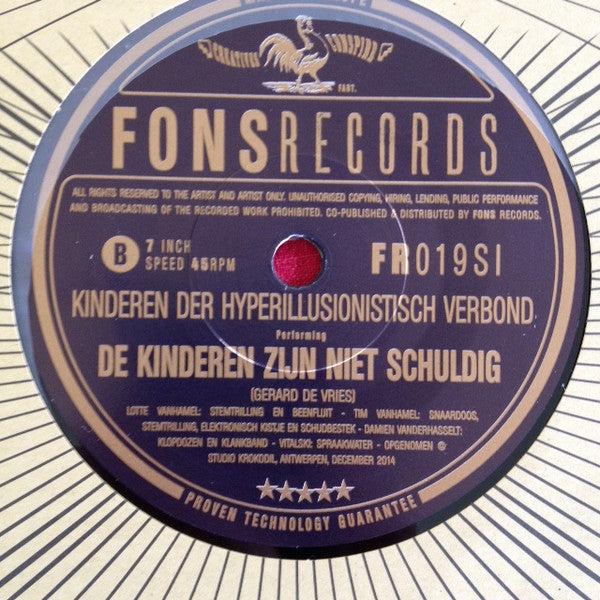 CREATIVES CONSPIRO
FART.
FONSRECORDS
ALL RIGHTS RESERVED TO THE ARTIST AND ARTIST ONLY. UNAUTHORISED COPYING, HIRING, LENDING, PUBLIC PERFORMANCE
AND BROADCASTING OF THE RECORDED WORK PROHIBITED. CO-PUBLISHED & DISTRIBUTED BY FONS RECORDS.
B 7 INCH FR019SI
SPEED 45RPM
KINDEREN DER HYPERILLUSIONISTISCH VERBOND
Performing
DE KINDEREN ZIJN NIET SCHULDIG
(GERARD DE VRIES)
LOTTE VANHAMEL: STEMTRILLING EN BEENFLUIT - TIM VANHAMEL: SNAARDOOS,
STEMTRILLING, ELEKTRONISCH KISTJE EN SCHUDBESTEK - DAMIEN VANDERHASSELT:
KLOPDOZEN EN KLANKBAND - VITALSKI: SPRAAKWATER - OPGENOMEN @
STUDIO KROKODIL, ANTWERPEN, DECEMBER 2014
PROVEN TECHNOLOGY GUARANTEE